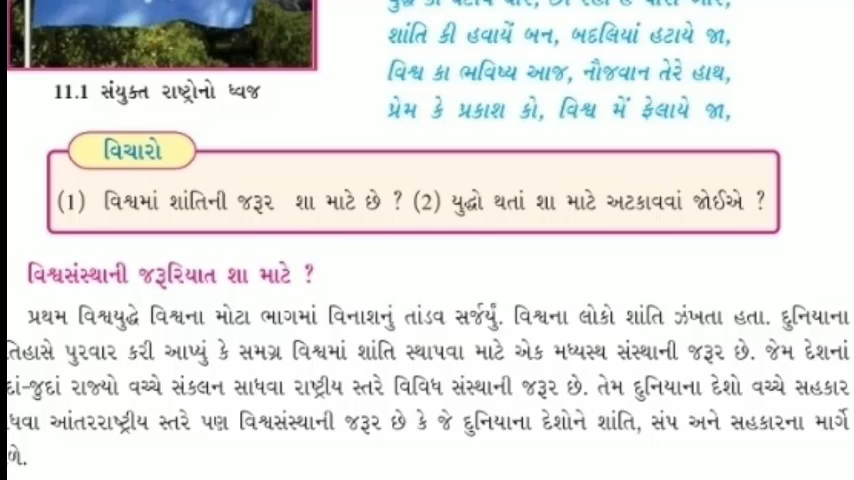 શાંતિ કી હવાયેં બન, બદલિયાં હટાયે જા,
વિશ્વ કા ભવિષ્ય આજ, નૌજવાન તેરે હાથ,
પ્રેમ કે પ્રકાશ કો, વિશ્વ મેં ફેલાયે જા,
11.1 સંયુક્ત રાષ્ટ્રોનો ધ્વજ
વિચારો
(1) વિશ્વમાં શાંતિની જરૂર શા માટે છે ? (2) યુદ્ધો થતાં શા માટે અટકાવવાં જોઈએ ?
વિશ્વસંસ્થાની જરૂરિયાત શા માટે ?
પ્રથમ વિશ્વયુદ્ધે વિશ્વના મોટા ભાગમાં વિનાશનું તાંડવ સર્જર્યું. વિશ્વના લોકો શાંતિ ઝંખતા હતા. દુનિયાના
તિહાસે પુરવાર કરી આપ્યું કે સમગ્ર વિશ્વમાં શાંતિ સ્થાપવા માટે એક મધ્યસ્થ સંસ્થાની જરૂર છે. જેમ દેશનાં
દાં-જુદાં રાજ્યો વચ્ચે સંકલન સાધવા રાષ્ટ્રીય સ્તરે વિવિધ સંસ્થાની જરૂર છે. તેમ દુનિયાના દેશો વચ્ચે સહકાર
ધવા આંતરરાષ્ટ્રીય સ્તરે પણ વિશ્વસંસ્થાની જરૂર છે કે જે દુનિયાના દેશોને શાંતિ, સંપ અને સહકારના માર્ગે
ળે.